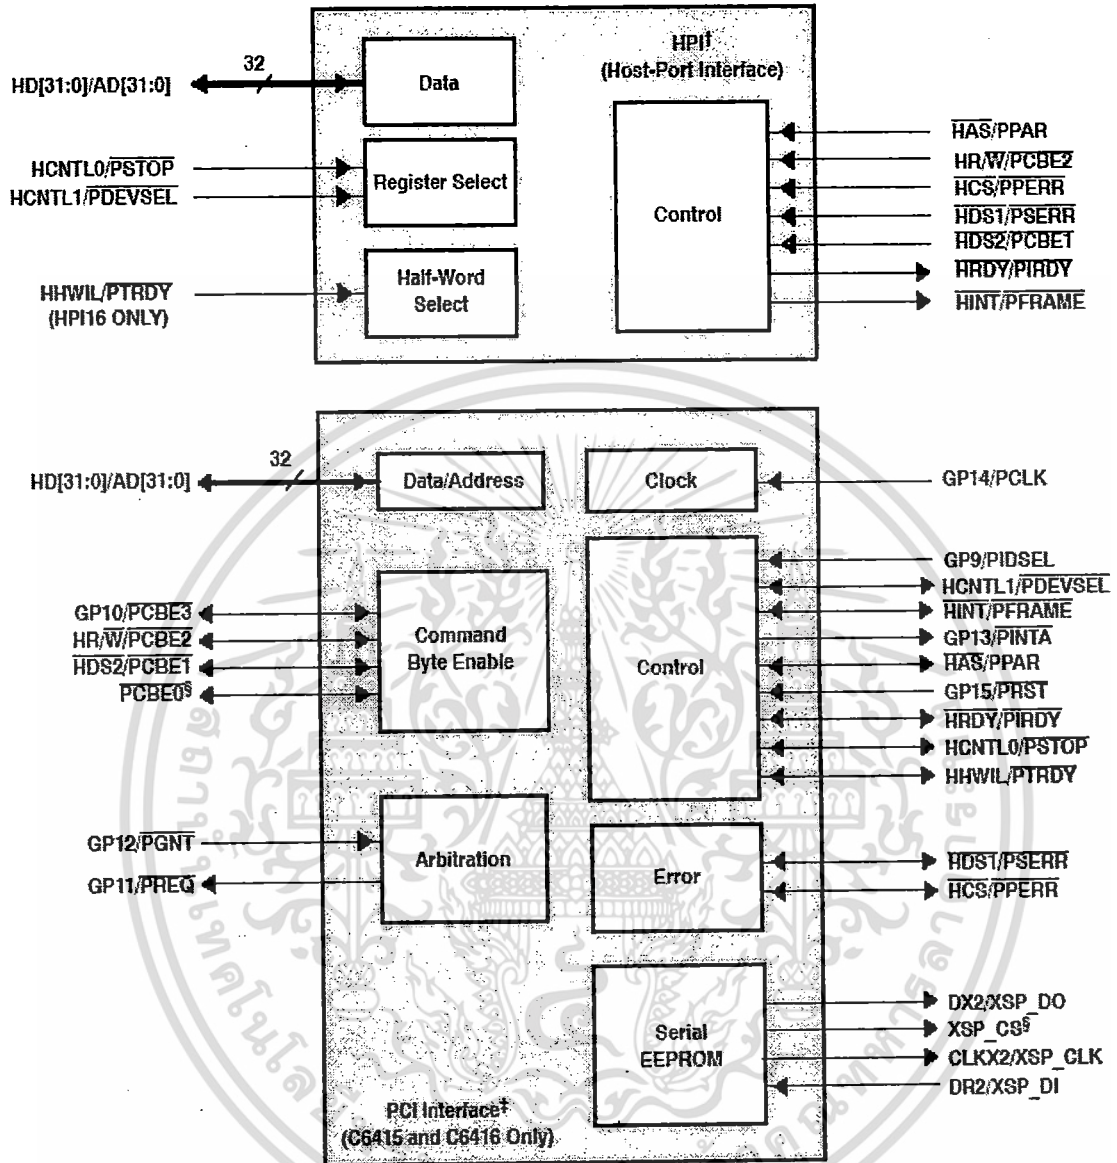 HPI†
(Host-Port Interface)
32
HD[31:0]/AD[31:0]
Data
HCNTL0/PSTOP
HCNTL1/PDEVSEL
Register Select
HHWIL/PTRDY
(HPI16 ONLY)
Half-Word
Select
Control
HAS/PPAR
HR/W/PCBE2
HCS/PPERR
HDS1/PSERR
HDS2/PCBE1
HRDY/PIRDY
HINT/PFRAME
32
HD[31:0]/AD[31:0]
Data/Address
Clock
GP14/PCLK
GP10/PCBE3
HR/W/PCBE2
HDS2/PCBE1
PCBE0§
Command
Byte Enable
Control
GP9/PIDSEL
HCNTL1/PDEVSEL
HINT/PFRAME
GP13/PINTA
HAS/PPAR
GP15/PRST
HRDY/PIRDY
HCNTL0/PSTOP
HHWIL/PTRDY
GP12/PGNT
GP11/PREQ
Arbitration
Error
HDS1/PSERR
HCS/PPERR
Serial
EEPROM
DX2/XSP_DO
XSP_CS§
CLKX2/XSP_CLK
DR2/XSP_DI
PCI Interface‡
(C6415 and C6416 Only)